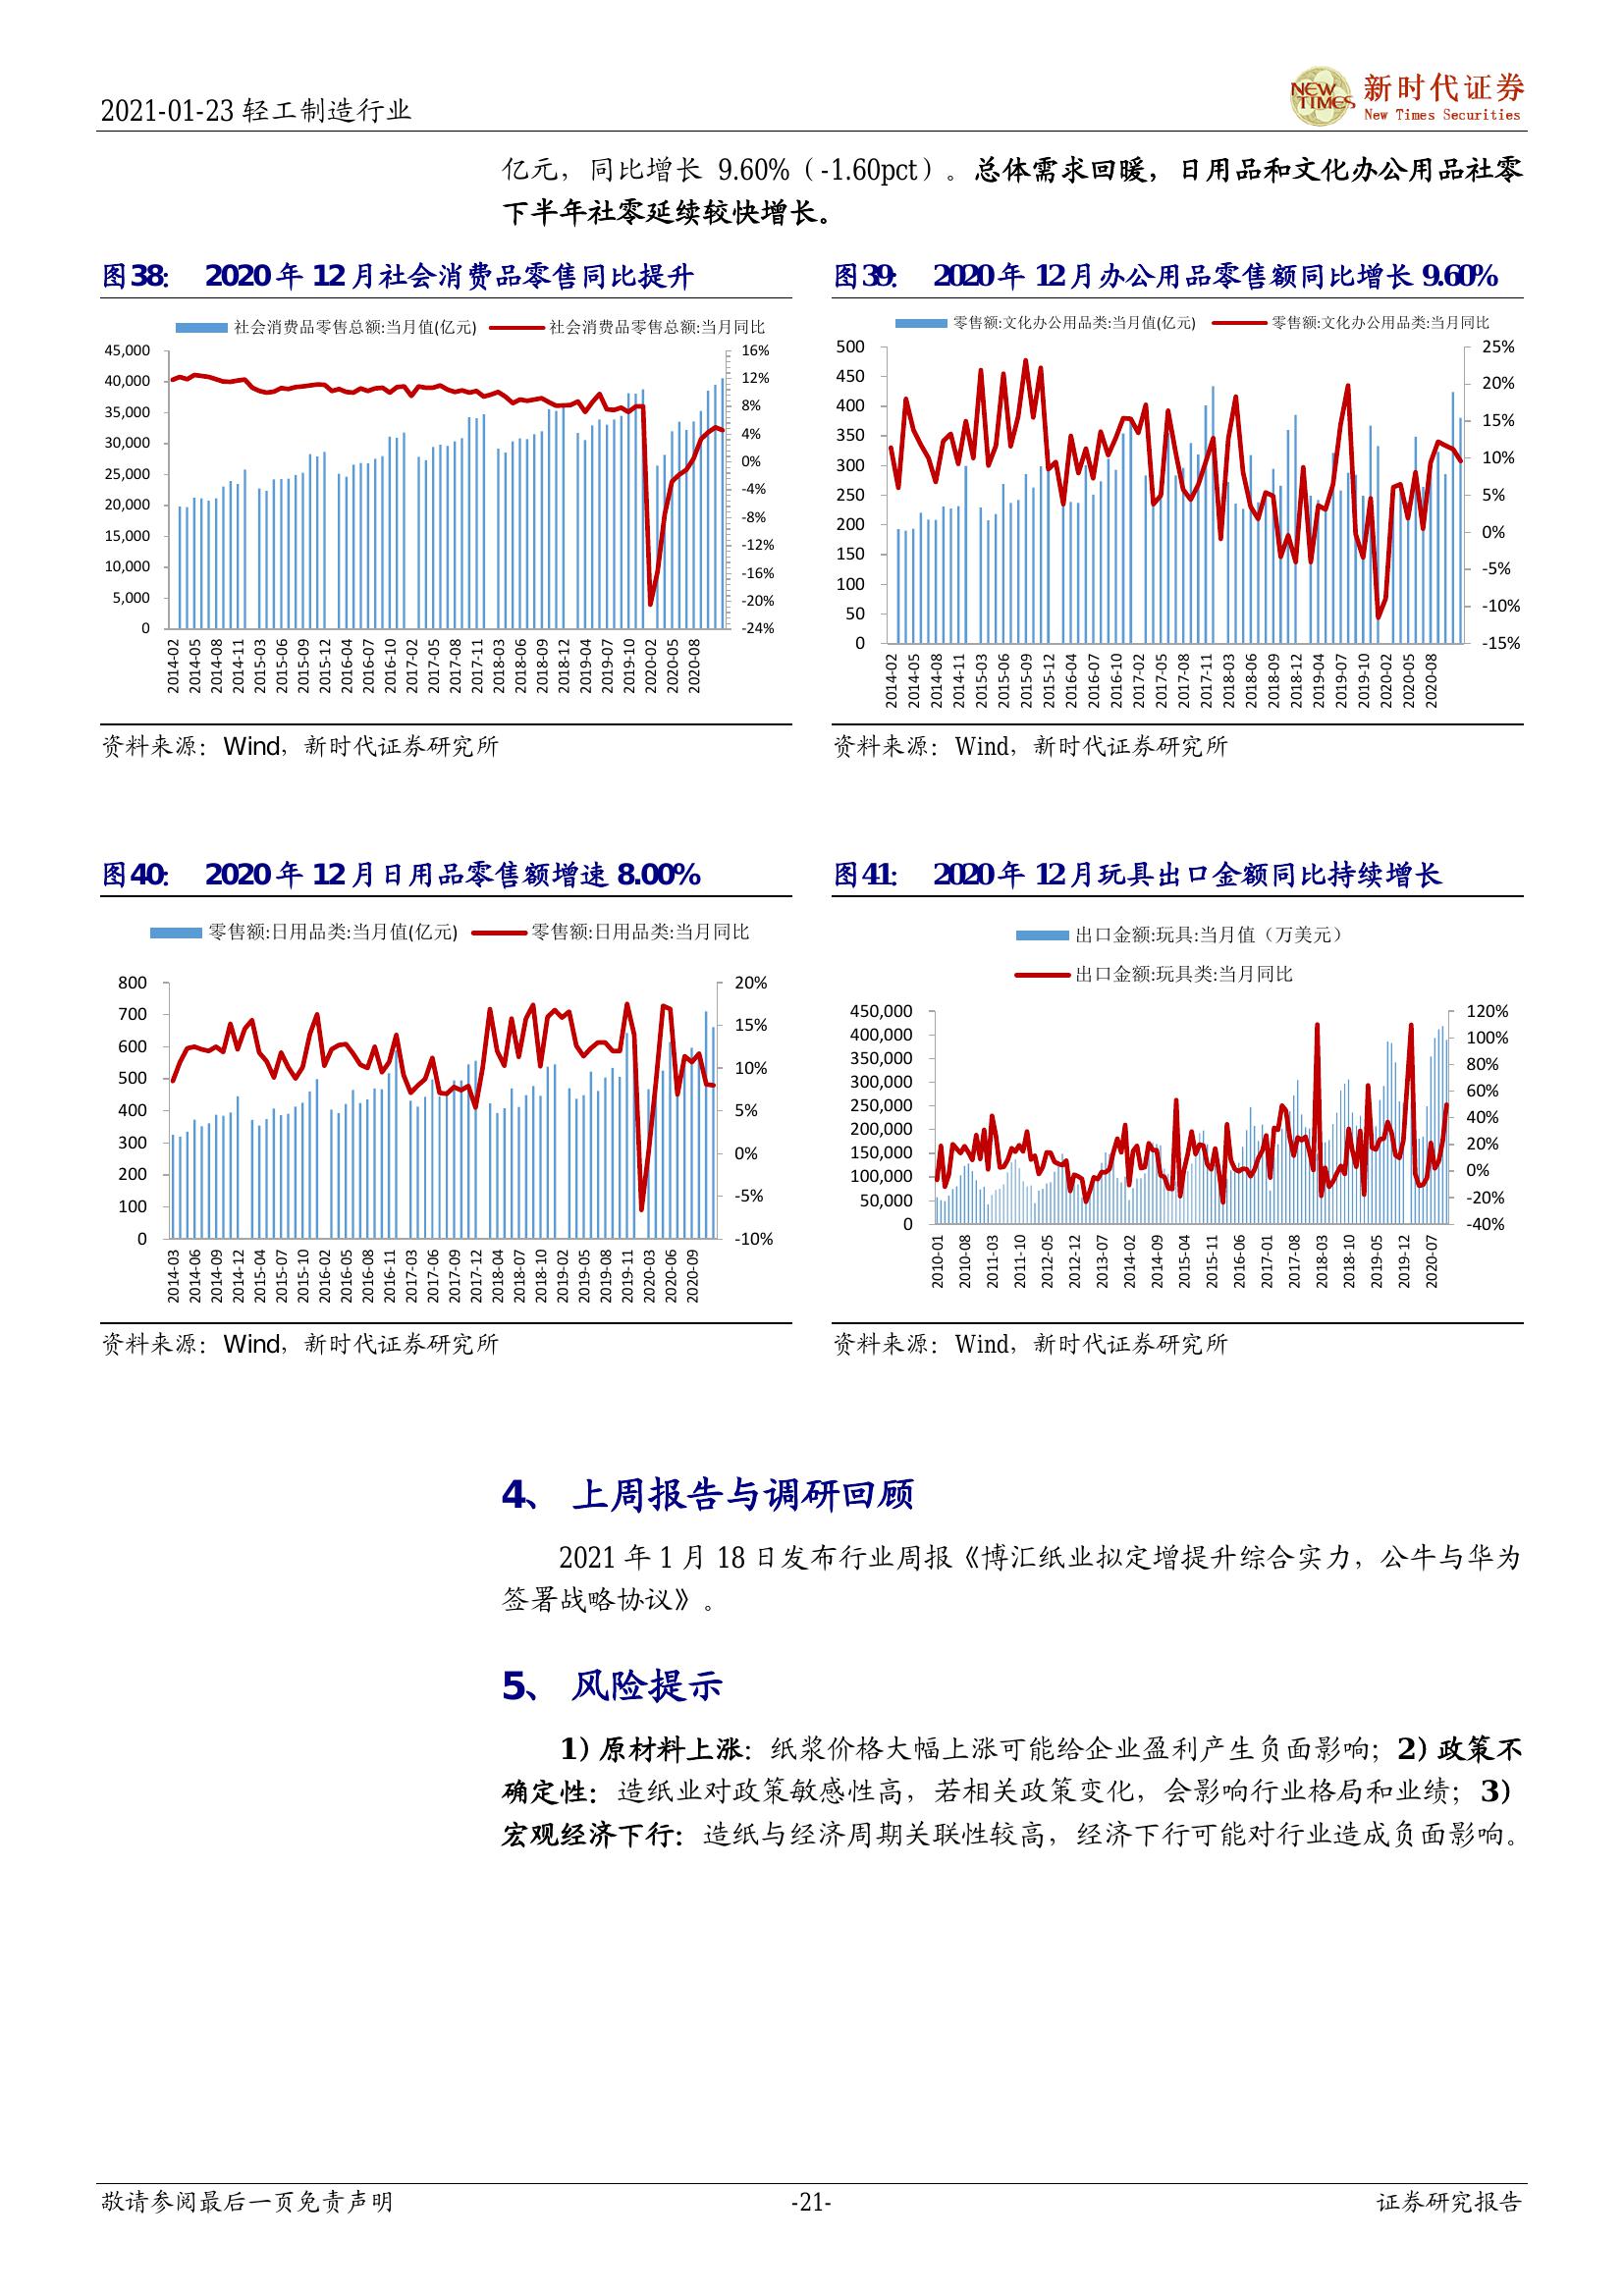 2021-01-23 轻工制造行业
NEW TIMES 新时代证券
New Times Securities
亿元，同比增长 9.60%（-1.60pct）。总体需求回暖，日用品和文化办公用品社零
下半年社零延续较快增长。
图38： 2020 年 12 月社会消费品零售同比提升
社会消费品零售总额:当月值(亿元) 社会消费品零售总额:当月同比
45,000
40,000
35,000
30,000
25,000
20,000
15,000
10,000
5,000
0
16%
12%
8%
4%
0%
-4%
-8%
-12%
-16%
-20%
-24%
2014-02 2014-05 2014-08 2014-11 2015-03 2015-06 2015-09 2015-12 2016-04 2016-07 2016-10 2017-02 2017-05 2017-08 2017-11 2018-03 2018-06 2018-09 2018-12 2019-04 2019-07 2019-10 2020-02 2020-05 2020-08
资料来源：Wind，新时代证券研究所
图39： 2020 年 12 月办公用品零售额同比增长 9.60%
零售额:文化办公用品类:当月值(亿元) 零售额:文化办公用品类:当月同比
500
450
400
350
300
250
200
150
100
50
0
25%
20%
15%
10%
5%
0%
-5%
-10%
-15%
2014-02 2014-05 2014-08 2014-11 2015-03 2015-06 2015-09 2015-12 2016-04 2016-07 2016-10 2017-02 2017-05 2017-08 2017-11 2018-03 2018-06 2018-09 2018-12 2019-04 2019-07 2019-10 2020-02 2020-05 2020-08
资料来源：Wind，新时代证券研究所
图40： 2020 年 12 月日用品零售额增速 8.00%
零售额:日用品类:当月值(亿元) 零售额:日用品类:当月同比
800
700
600
500
400
300
200
100
0
20%
15%
10%
5%
0%
-5%
-10%
2014-03 2014-06 2014-09 2014-12 2015-04 2015-07 2015-10 2016-02 2016-05 2016-08 2016-11 2017-03 2017-06 2017-09 2017-12 2018-04 2018-07 2018-10 2019-02 2019-05 2019-08 2019-11 2020-03 2020-06 2020-09
资料来源：Wind，新时代证券研究所
图41： 2020 年 12 月玩具出口金额同比持续增长
出口金额:玩具:当月值（万美元）
出口金额:玩具类:当月同比
450,000
400,000
350,000
300,000
250,000
200,000
150,000
100,000
50,000
0
120%
100%
80%
60%
40%
20%
0%
-20%
-40%
2010-01 2010-08 2011-03 2011-10 2012-05 2012-12 2013-07 2014-02 2014-09 2015-04 2015-11 2016-06 2017-01 2017-08 2018-03 2018-10 2019-05 2019-12 2020-07
资料来源：Wind，新时代证券研究所
4、 上周报告与调研回顾
2021 年 1 月 18 日发布行业周报《博汇纸业拟定增提升综合实力，公牛与华为
签署战略协议》。
5、 风险提示
1）原材料上涨：纸浆价格大幅上涨可能给企业盈利产生负面影响；2）政策不
确定性：造纸业对政策敏感性高，若相关政策变化，会影响行业格局和业绩；3）
宏观经济下行：造纸与经济周期关联性较高，经济下行可能对行业造成负面影响。
敬请参阅最后一页免责声明 -21- 证券研究报告